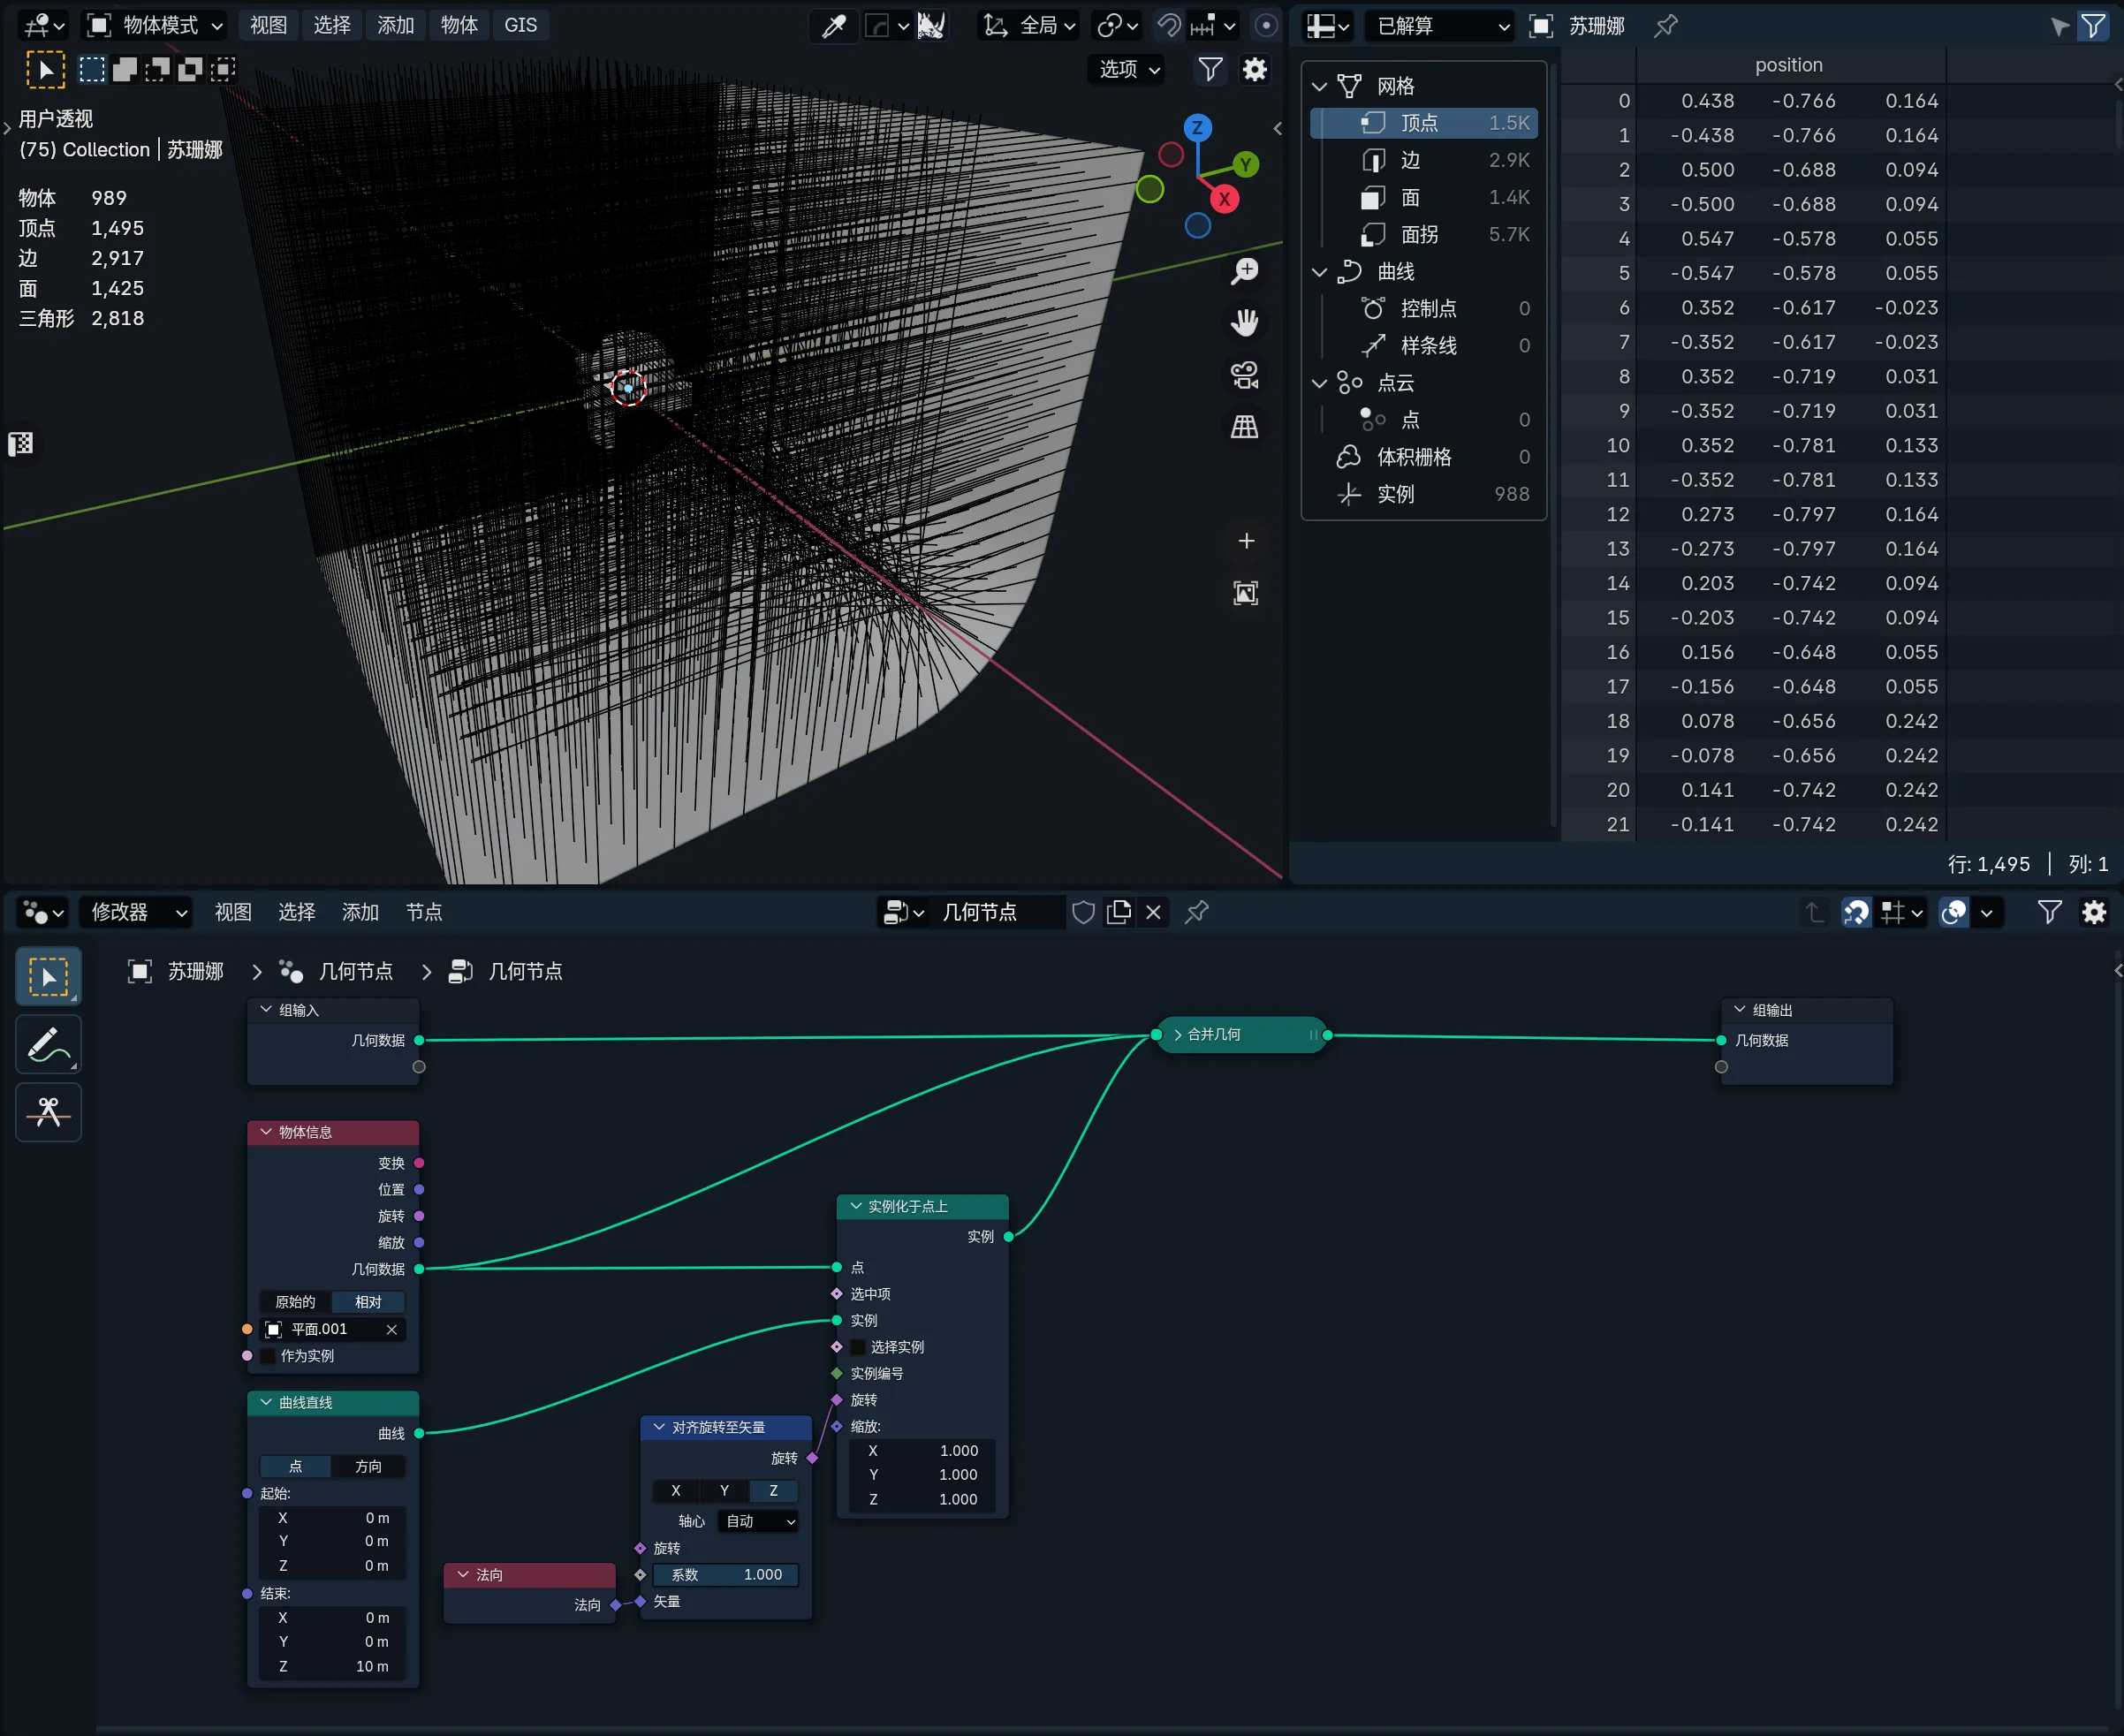 物体模式 视图 选择 添加 物体 GIS 全局
选项
用户透视
(75) Collection | 苏珊娜
物体 989
顶点 1,495
边 2,917
面 1,425
三角形 2,818
Z
Y
X
已解算 苏珊娜
网格
顶点 1.5K
边 2.9K
面 1.4K
面拐 5.7K
曲线
控制点 0
样条线 0
点云
点 0
体积栅格 0
实例 988
position
0 0.438 -0.766 0.164
1 -0.438 -0.766 0.164
2 0.500 -0.688 0.094
3 -0.500 -0.688 0.094
4 0.547 -0.578 0.055
5 -0.547 -0.578 0.055
6 0.352 -0.617 -0.023
7 -0.352 -0.617 -0.023
8 0.352 -0.719 0.031
9 -0.352 -0.719 0.031
10 0.352 -0.781 0.133
11 -0.352 -0.781 0.133
12 0.273 -0.797 0.164
13 -0.273 -0.797 0.164
14 0.203 -0.742 0.094
15 -0.203 -0.742 0.094
16 0.156 -0.648 0.055
17 -0.156 -0.648 0.055
18 0.078 -0.656 0.242
19 -0.078 -0.656 0.242
20 0.141 -0.742 0.242
21 -0.141 -0.742 0.242
行: 1,495 | 列: 1
修改器 视图 选择 添加 节点 几何节点
苏珊娜 > 几何节点 > 几何节点
组输入
几何数据
合并几何
组输出
几何数据
物体信息
变换
位置
旋转
缩放
几何数据
原始的 相对
平面.001
作为实例
曲线直线
曲线
点 方向
起始:
X 0 m
Y 0 m
Z 0 m
结束:
X 0 m
Y 0 m
Z 10 m
法向
法向
对齐旋转至矢量
旋转
X Y Z
轴心 自动
旋转
系数 1.000
矢量
实例化于点上
实例
点
选中项
实例
选择实例
实例编号
旋转
缩放:
X 1.000
Y 1.000
Z 1.000